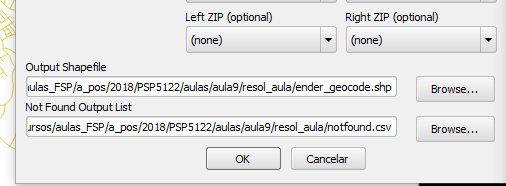 Left ZIP (optional) Right ZIP (optional)
(none) (none)
Output Shapefile
aulas_FSP/a_pos/2018/PSP5122/aulas/aula9/resol_aula/ender_geocode.shp Browse...
Not Found Output List
ursos/aulas_FSP/a_pos/2018/PSP5122/aulas/aula9/resol_aula/notfound.csv Browse...
OK Cancelar